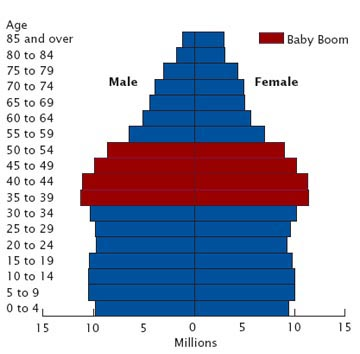 Age
85 and over
Baby Boom
80 to 84
75 to 79
Male
Female
70 to 74
65 to 69
60 to 64
55 to 59
50 to 54
45 to 49
40 to 44
35 to 39
30 to 34
25 to 29
20 to 24
15 to 19
10 to 14
5 to 9
0 to 4
15 10 5 0 5 10 15
Millions